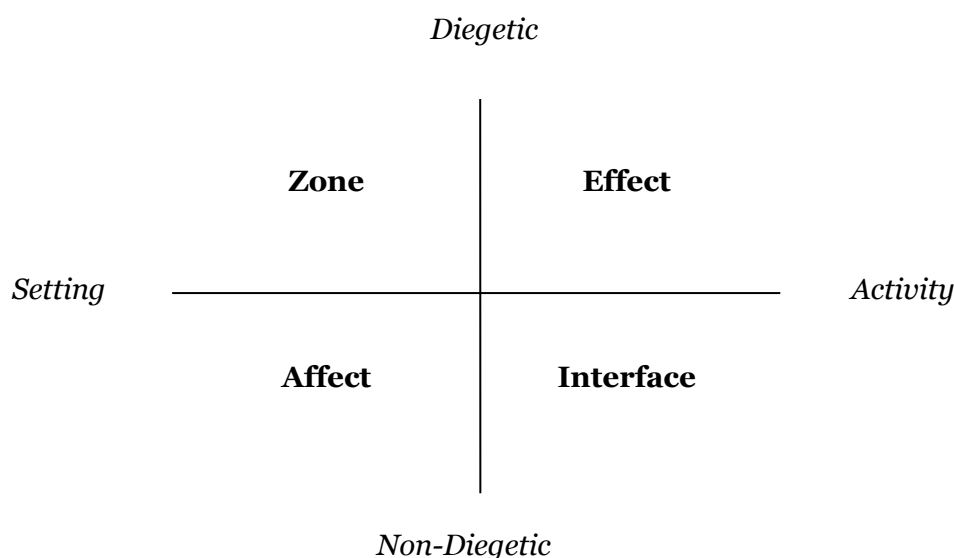 Diegetic
Zone Effect
Setting Activity
Affect Interface
Non-Diegetic